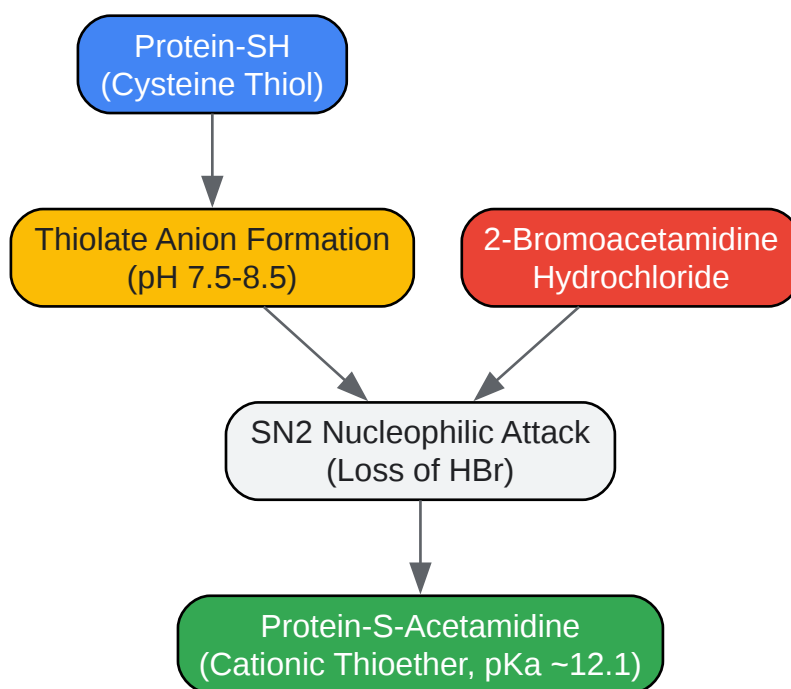 Protein-SH
(Cysteine Thiol)
Thiolate Anion Formation
(pH 7.5-8.5)
2-Bromoacetamidine
Hydrochloride
SN2 Nucleophilic Attack
(Loss of HBr)
Protein-S-Acetamidine
(Cationic Thioether, pKa ~12.1)